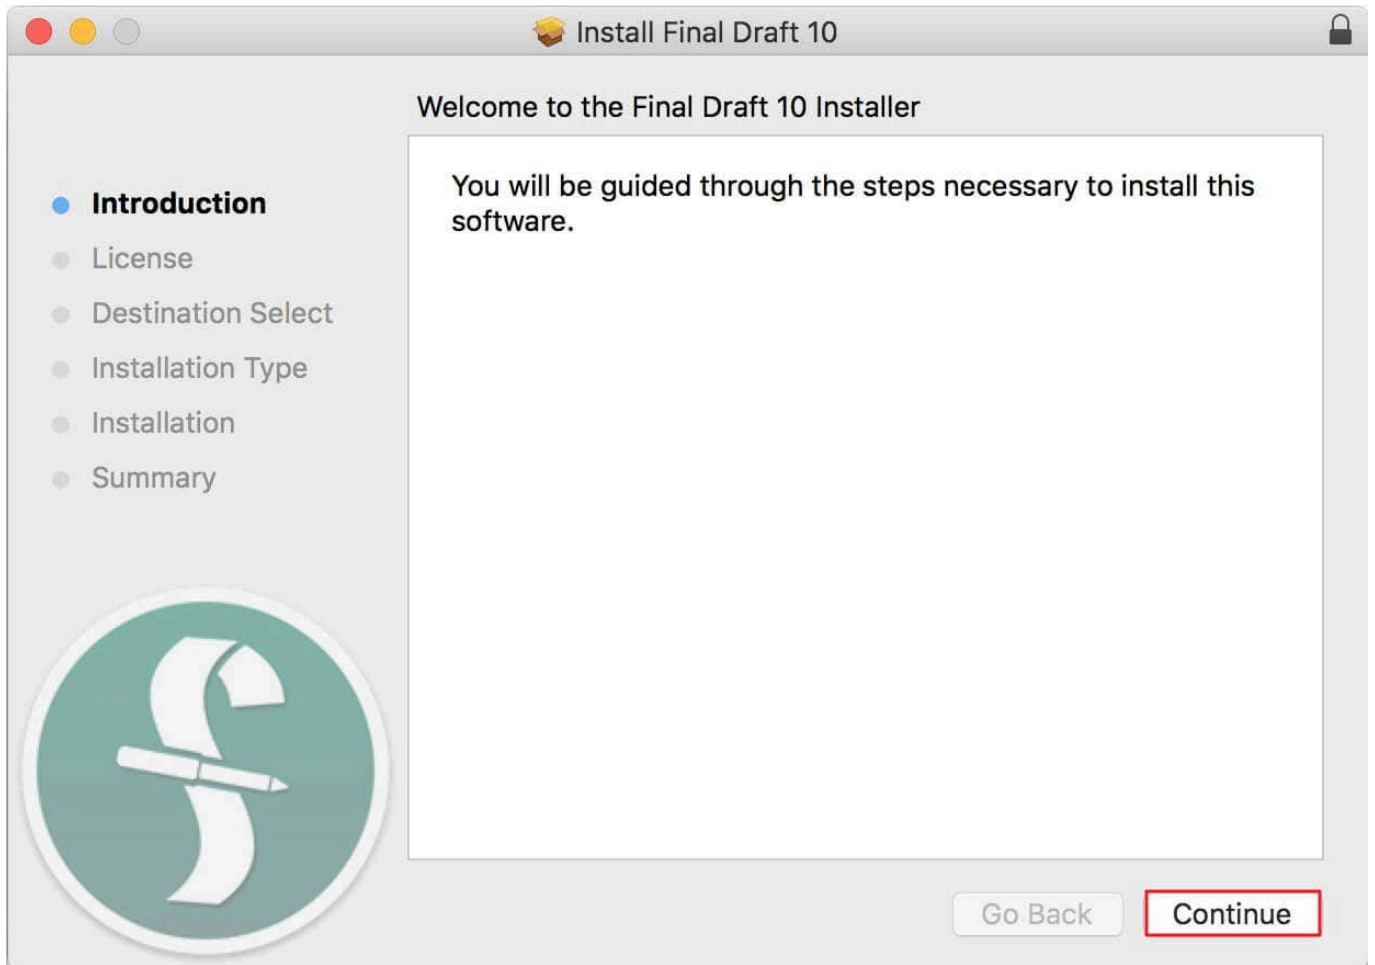 Install Final Draft 10
Welcome to the Final Draft 10 Installer
Introduction
License
Destination Select
Installation Type
Installation
Summary
You will be guided through the steps necessary to install this
software.
Go Back
Continue